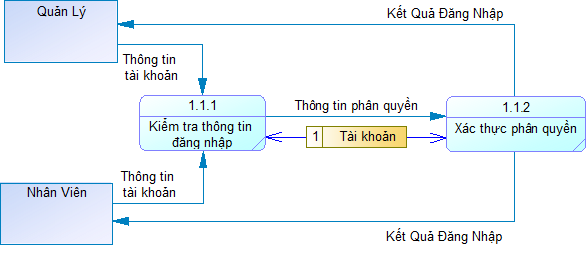 Quản Lý
Kết Quả Đăng Nhập
Thông tin
tài khoản
1.1.1
Kiểm tra thông tin
đăng nhập
Thông tin phân quyền
1.1.2
Xác thực phân quyền
1 Tài khoản
Nhân Viên
Thông tin
tài khoản
Kết Quả Đăng Nhập